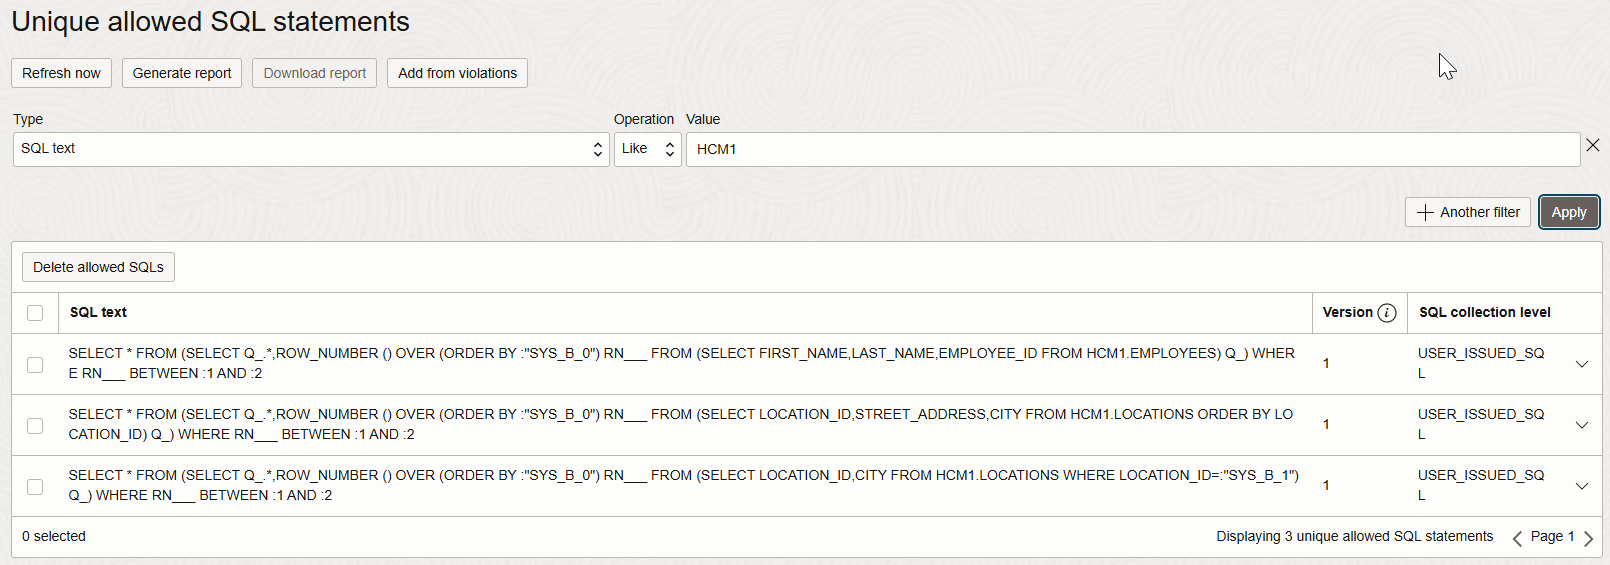 Unique allowed SQL statements
Refresh now Generate report Download report Add from violations
Type Operation Value
SQL text Like HCM1
Another filter Apply
Delete allowed SQLs
SQL text Version i SQL collection level
SELECT * FROM (SELECT Q_.*,ROW_NUMBER () OVER (ORDER BY :"SYS_B_0") RN___ FROM (SELECT FIRST_NAME,LAST_NAME,EMPLOYEE_ID FROM HCM1.EMPLOYEES) Q_) WHER
E RN___ BETWEEN :1 AND :2
1
USER_ISSUED_SQ
L
SELECT * FROM (SELECT Q_.*,ROW_NUMBER () OVER (ORDER BY :"SYS_B_0") RN___ FROM (SELECT LOCATION_ID,STREET_ADDRESS,CITY FROM HCM1.LOCATIONS ORDER BY LO
CATION_ID) Q_) WHERE RN___ BETWEEN :1 AND :2
1
USER_ISSUED_SQ
L
SELECT * FROM (SELECT Q_.*,ROW_NUMBER () OVER (ORDER BY :"SYS_B_0") RN___ FROM (SELECT LOCATION_ID,CITY FROM HCM1.LOCATIONS WHERE LOCATION_ID=:"SYS_B_1")
Q_) WHERE RN___ BETWEEN :1 AND :2
1
USER_ISSUED_SQ
L
0 selected Displaying 3 unique allowed SQL statements Page 1